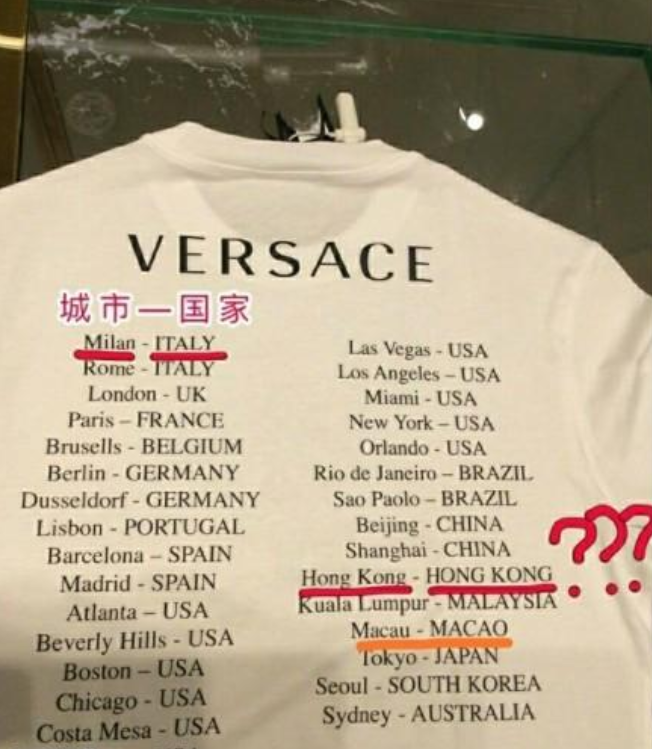 VERSACE
城市—国家
Milan - ITALY
Rome - ITALY
London - UK
Paris – FRANCE
Brusells - BELGIUM
Berlin - GERMANY
Dusseldorf - GERMANY
Lisbon - PORTUGAL
Barcelona – SPAIN
Madrid - SPAIN
Atlanta – USA
Beverly Hills - USA
Boston – USA
Chicago - USA
Costa Mesa - USA
Las Vegas - USA
Los Angeles – USA
Miami - USA
New York – USA
Orlando - USA
Rio de Janeiro – BRAZIL
Sao Paolo – BRAZIL
Beijing - CHINA
Shanghai - CHINA
Hong Kong - HONG KONG
???
Kuala Lumpur - MALAYSIA
Macau - MACAO
Tokyo - JAPAN
Seoul - SOUTH KOREA
Sydney - AUSTRALIA